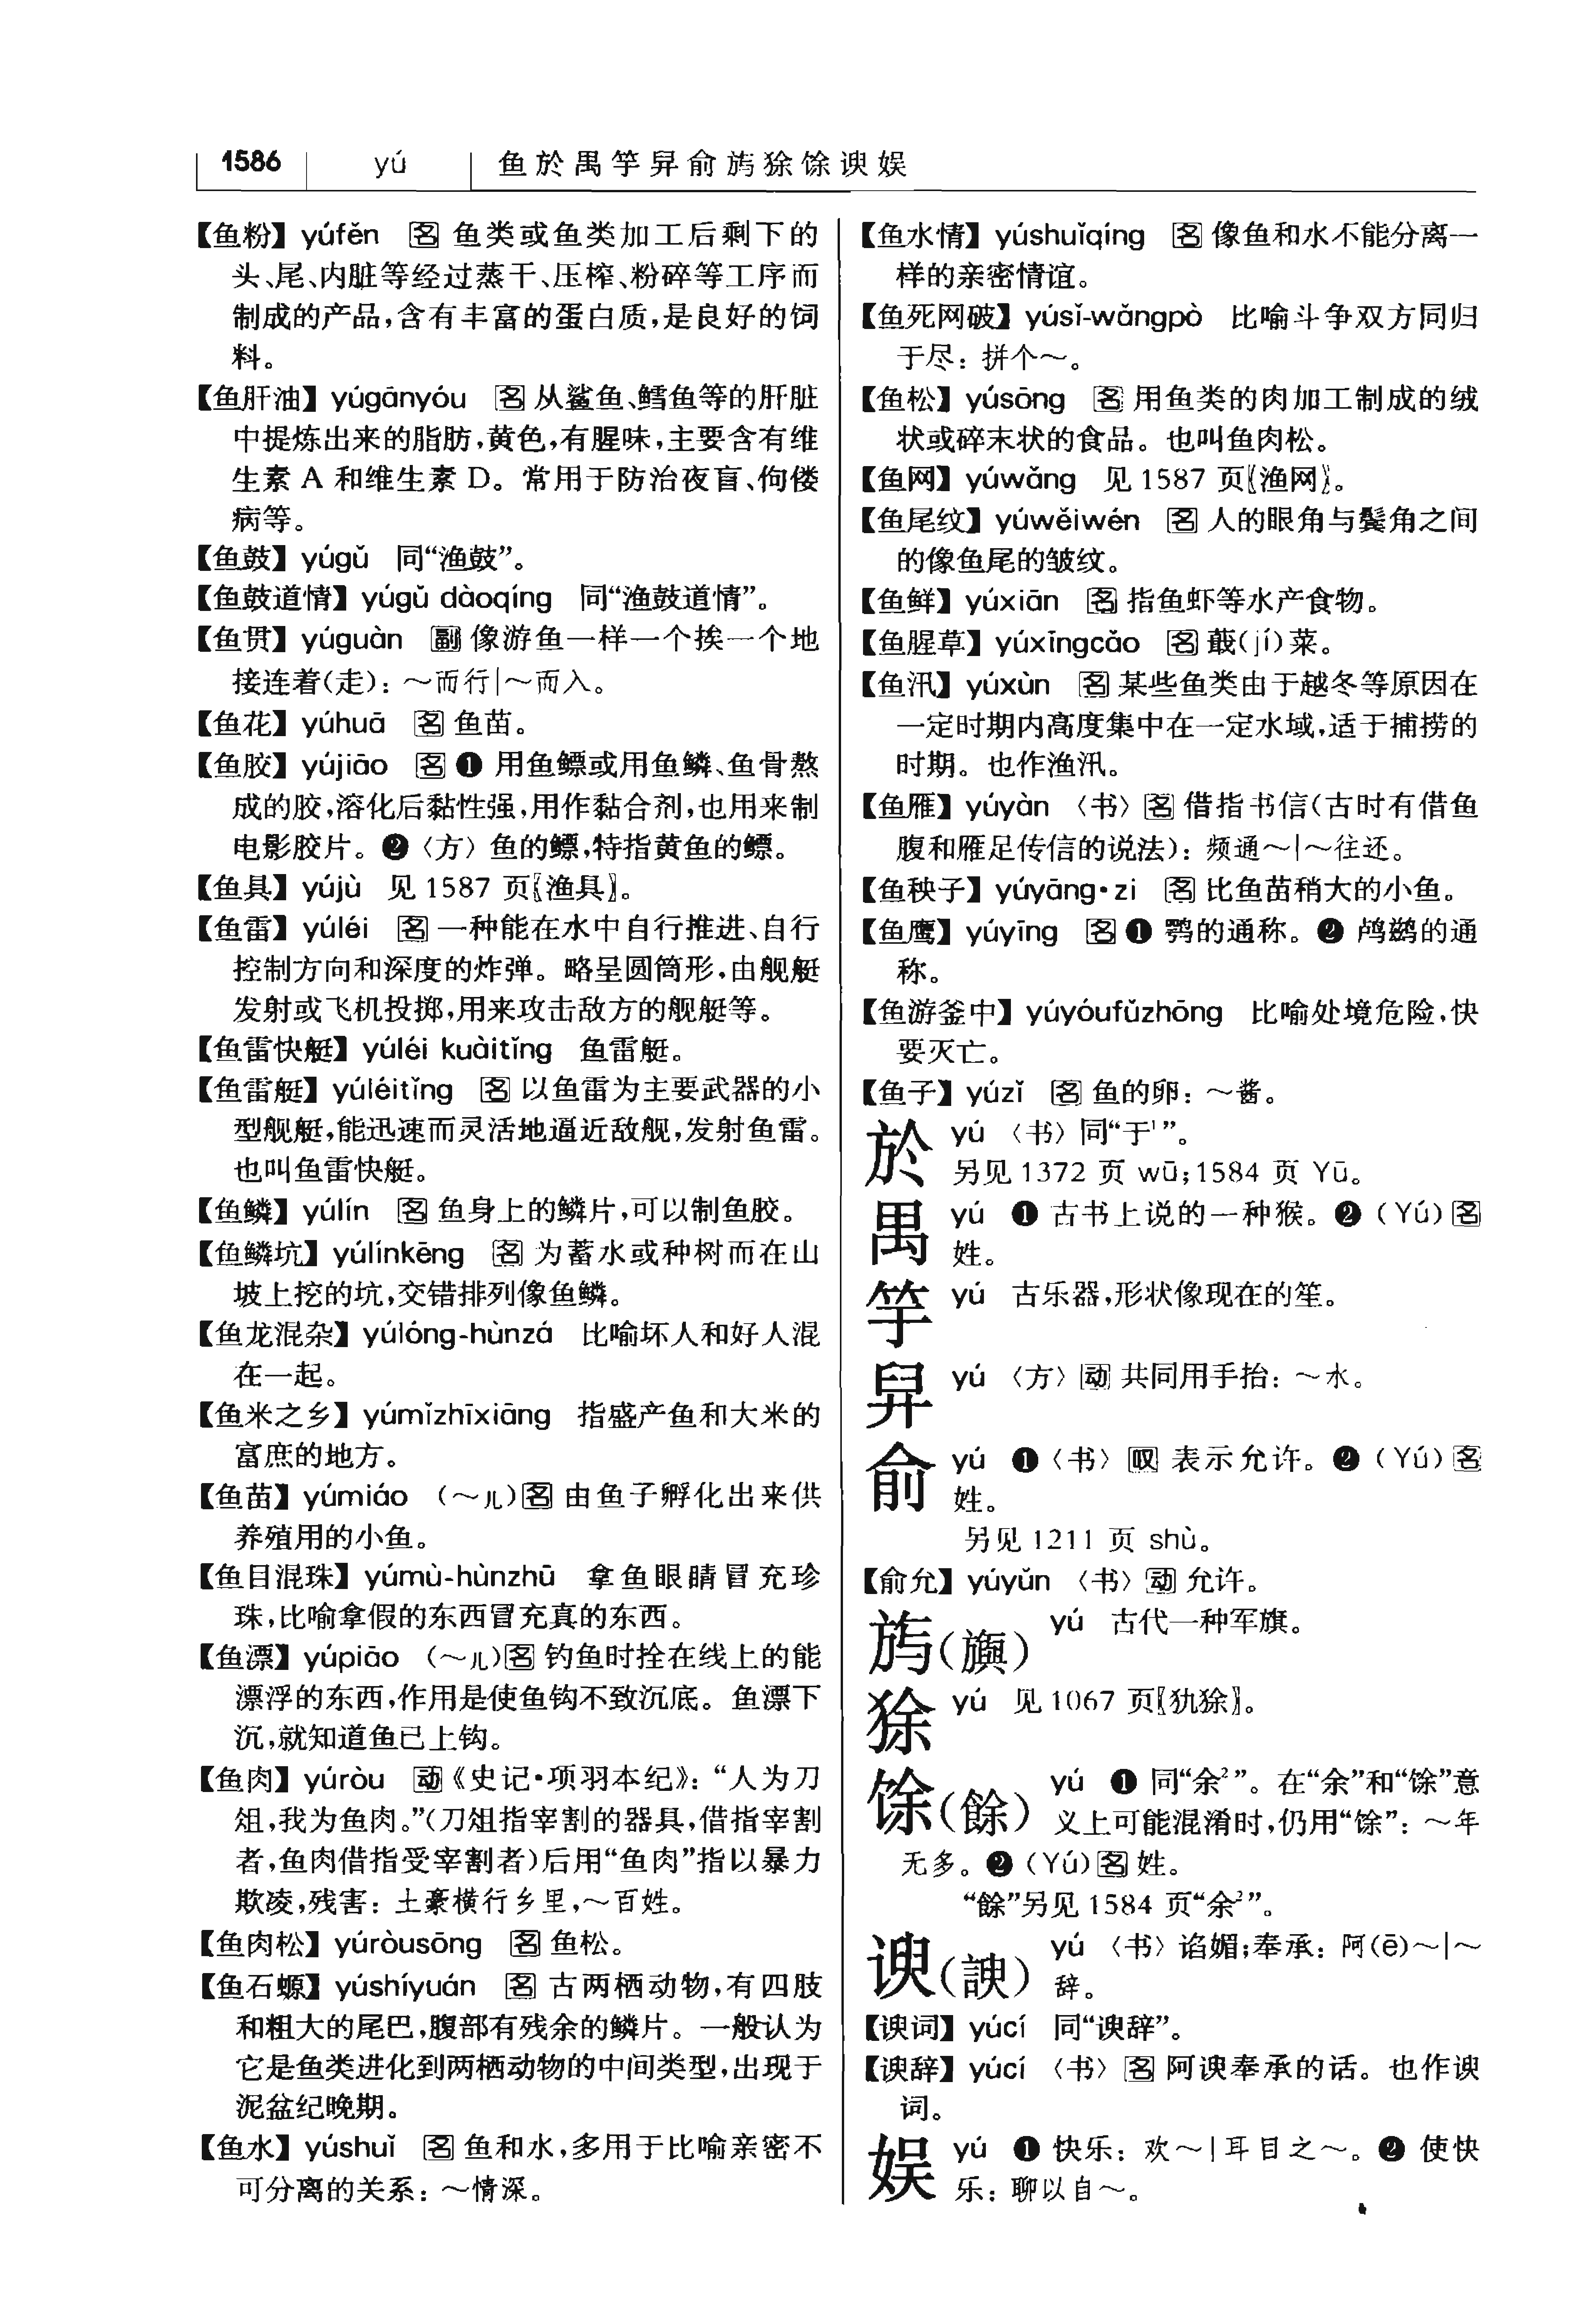 1586 yú 鱼於禺竽舁俞旟狳馀谀娱
【鱼粉】 yúfěn 名 鱼类或鱼类加工后剩下的
头、尾、内脏等经过蒸干、压榨、粉碎等工序而
制成的产品，含有丰富的蛋白质，是良好的饲
料。
【鱼肝油】 yúgānyóu 名 从鲨鱼、鳕鱼等的肝脏
中提炼出来的脂肪，黄色，有腥味，主要含有维
生素 A 和维生素 D。常用于防治夜盲、佝偻
病等。
【鱼鼓】 yúgǔ 同“渔鼓”。
【鱼鼓道情】 yúgǔ dàoqíng 同“渔鼓道情”。
【鱼贯】 yúguàn 副 像游鱼一样一个挨一个地
接连着（走）：～而行|～而入。
【鱼花】 yúhuā 名 鱼苗。
【鱼胶】 yújiāo 名 ❶ 用鱼鳔或用鱼鳞、鱼骨熬
成的胶，溶化后黏性强，用作黏合剂，也用来制
电影胶片。❷〈方〉鱼的鳔，特指黄鱼的鳔。
【鱼具】 yújù 见 1587 页〖渔具〗。
【鱼雷】 yúléi 名 一种能在水中自行推进、自行
控制方向和深度的炸弹。略呈圆筒形，由舰艇
发射或飞机投掷，用来攻击敌方的舰艇等。
【鱼雷快艇】 yúléi kuàitǐng 鱼雷艇。
【鱼雷艇】 yúléitǐng 名 以鱼雷为主要武器的小
型舰艇，能迅速而灵活地逼近敌舰，发射鱼雷。
也叫鱼雷快艇。
【鱼鳞】 yúlín 名 鱼身上的鳞片，可以制鱼胶。
【鱼鳞坑】 yúlínkēng 名 为蓄水或种树而在山
坡上挖的坑，交错排列像鱼鳞。
【鱼龙混杂】 yúlóng-hùnzá 比喻坏人和好人混
在一起。
【鱼米之乡】 yúmǐzhīxiāng 指盛产鱼和大米的
富庶的地方。
【鱼苗】 yúmiáo （～儿）名 由鱼子孵化出来供
养殖用的小鱼。
【鱼目混珠】 yúmù-hùnzhū 拿鱼眼睛冒充珍
珠，比喻拿假的东西冒充真的东西。
【鱼漂】 yúpiāo （～儿）名 钓鱼时拴在线上的能
漂浮的东西，作用是使鱼钩不致沉底。鱼漂下
沉，就知道鱼已上钩。
【鱼肉】 yúròu 动《史记·项羽本纪》：“人为刀
俎，我为鱼肉。”（刀俎指宰割的器具，借指宰割
者，鱼肉借指受宰割者）后用“鱼肉”指以暴力
欺凌，残害：土豪横行乡里，～百姓。
【鱼肉松】 yúròusōng 名 鱼松。
【鱼石螈】 yúshíyuán 名 古两栖动物，有四肢
和粗大的尾巴，腹部有残余的鳞片。一般认为
它是鱼类进化到两栖动物的中间类型，出现于
泥盆纪晚期。
【鱼水】 yúshuǐ 名 鱼和水，多用于比喻亲密不
可分离的关系：～情深。
【鱼水情】 yúshuǐqíng 名 像鱼和水不能分离一
样的亲密情谊。
【鱼死网破】 yúsǐ-wǎngpò 比喻斗争双方同归
于尽：拼个～。
【鱼松】 yúsōng 名 用鱼类的肉加工制成的绒
状或碎末状的食品。也叫鱼肉松。
【鱼网】 yúwǎng 见 1587 页〖渔网〗。
【鱼尾纹】 yúwěiwén 名 人的眼角与鬓角之间
的像鱼尾的皱纹。
【鱼鲜】 yúxiān 名 指鱼虾等水产食物。
【鱼腥草】 yúxīngcǎo 名 蕺（jí）菜。
【鱼汛】 yúxùn 名 某些鱼类由于越冬等原因在
一定时期内高度集中在一定水域，适于捕捞的
时期。也作渔汛。
【鱼雁】 yúyàn 〈书〉名 借指书信（古时有借鱼
腹和雁足传信的说法）：频通～|～往还。
【鱼秧子】 yúyāng·zi 名 比鱼苗稍大的小鱼。
【鱼鹰】 yúyīng 名 ❶ 鹗的通称。❷ 鸬鹚的通
称。
【鱼游釜中】 yúyóufǔzhōng 比喻处境危险，快
要灭亡。
【鱼子】 yúzǐ 名 鱼的卵：～酱。
於 yú 〈书〉同“于¹”。
另见 1372 页 wū；1584 页 Yū。
禺 yú ❶ 古书上说的一种猴。❷（Yú）名
姓。
竽 yú 古乐器，形状像现在的笙。
舁 yú 〈方〉动 共同用手抬：～水。
俞 yú ❶〈书〉叹 表示允许。❷（Yú）名
姓。
另见 1211 页 shù。
【俞允】 yúyǔn 〈书〉动 允许。
旟（旟） yú 古代一种军旗。
狳 yú 见 1067 页〖犰狳〗。
馀（餘） yú ❶ 同“余²”。在“余”和“馀”意
义上可能混淆时，仍用“馀”：～年
无多。❷（Yú）名 姓。
“餘”另见 1584 页“余²”。
谀（諛） yú 〈书〉谄媚；奉承：阿（ē）～|～
辞。
【谀词】 yúcí 同“谀辞”。
【谀辞】 yúcí 〈书〉名 阿谀奉承的话。也作谀
词。
娱 yú ❶ 快乐：欢～|耳目之～。❷ 使快
乐：聊以自～。